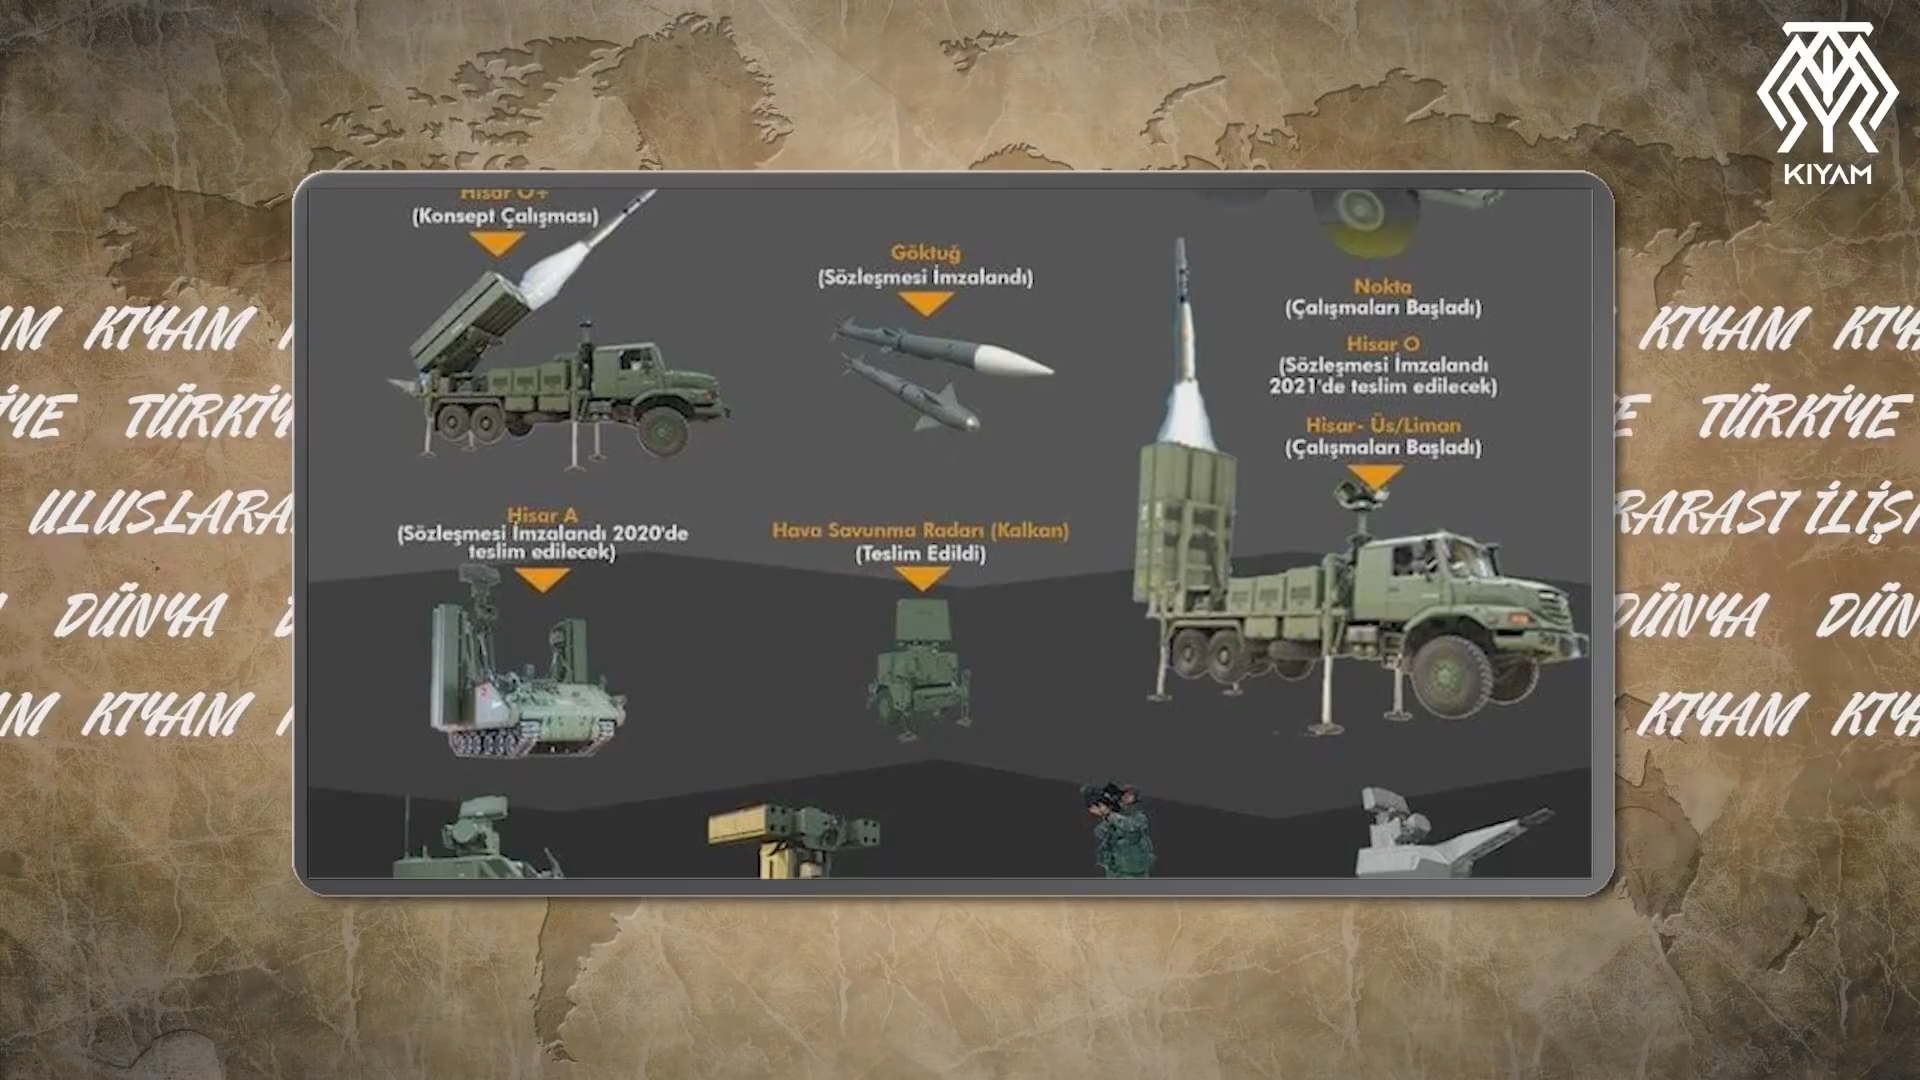 KIYAM
Hisar O+
(Konsept Çalışması)
Göktuğ
(Sözleşmesi İmzalandı)
Nokta
(Çalışmaları Başladı)
Hisar O
(Sözleşmesi İmzalandı
2021'de teslim edilecek)
Hisar- Üs/Liman
(Çalışmaları Başladı)
Hisar A
(Sözleşmesi İmzalandı 2020'de
teslim edilecek)
Hava Savunma Radarı (Kalkan)
(Teslim Edildi)
KIYAM
TÜRKİYE
DÜNYA
KIYAM
KIYAM
TÜRKİYE
DÜNYA
KIYAM